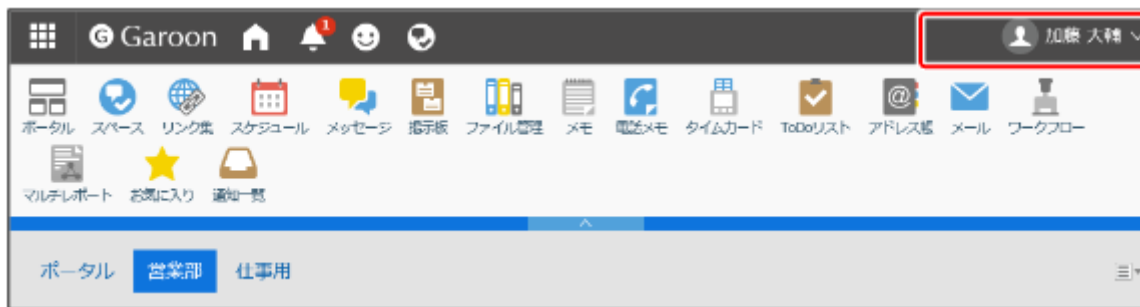 G Garoon 1 加藤 大輔
ポータル スペース リンク集 スケジュール メッセージ 掲示板 ファイル管理 メモ 電話メモ タイムカード ToDoリスト アドレス帳 メール ワークフロー
マルチレポート お気に入り 通知一覧
ポータル 営業部 仕事用